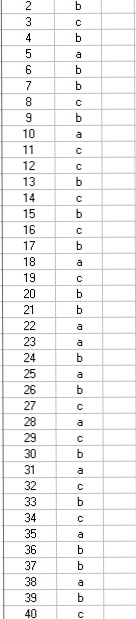 2 b
3 c
4 b
5 a
6 b
7 b
8 c
9 b
10 a
11 c
12 c
13 b
14 c
15 b
16 c
17 b
18 a
19 c
20 b
21 b
22 a
23 a
24 b
25 a
26 b
27 c
28 a
29 c
30 b
31 a
32 c
33 b
34 c
35 a
36 b
37 b
38 a
39 b
40 c